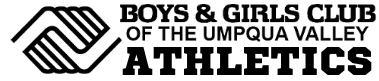 BOYS & GIRLS CLUB
OF THE UMPQUA VALLEY
ATHLETICS